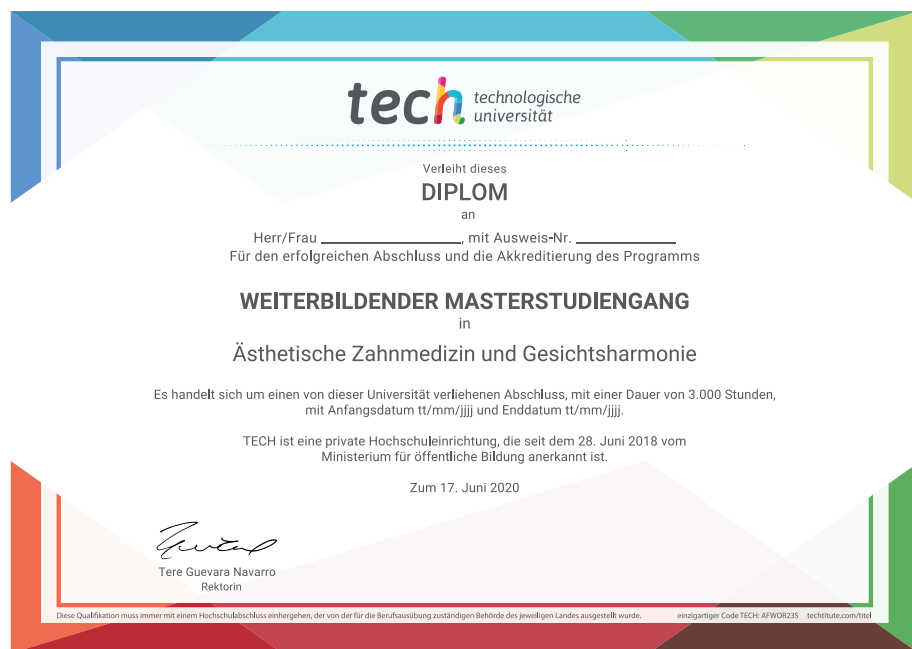 tech technologische
universität
Verleiht dieses
DIPLOM
an
Herr/Frau ____________________, mit Ausweis-Nr. ______________
Für den erfolgreichen Abschluss und die Akkreditierung des Programms
WEITERBILDENDER MASTERSTUDIENGANG
in
Ästhetische Zahnmedizin und Gesichtsharmonie
Es handelt sich um einen von dieser Universität verliehenen Abschluss, mit einer Dauer von 3.000 Stunden,
mit Anfangsdatum tt/mm/jjjj und Enddatum tt/mm/jjjj.
TECH ist eine private Hochschuleinrichtung, die seit dem 28. Juni 2018 vom
Ministerium für öffentliche Bildung anerkannt ist.
Zum 17. Juni 2020
Tere Guevara Navarro
Rektorin
Diese Qualifikation muss immer mit einem Hochschulabschluss einhergehen, der von der für die Berufsausübung zuständigen Behörde des jeweiligen Landes ausgestellt wurde. einzigartiger Code TECH: AFWOR23S techtitute.com/titel